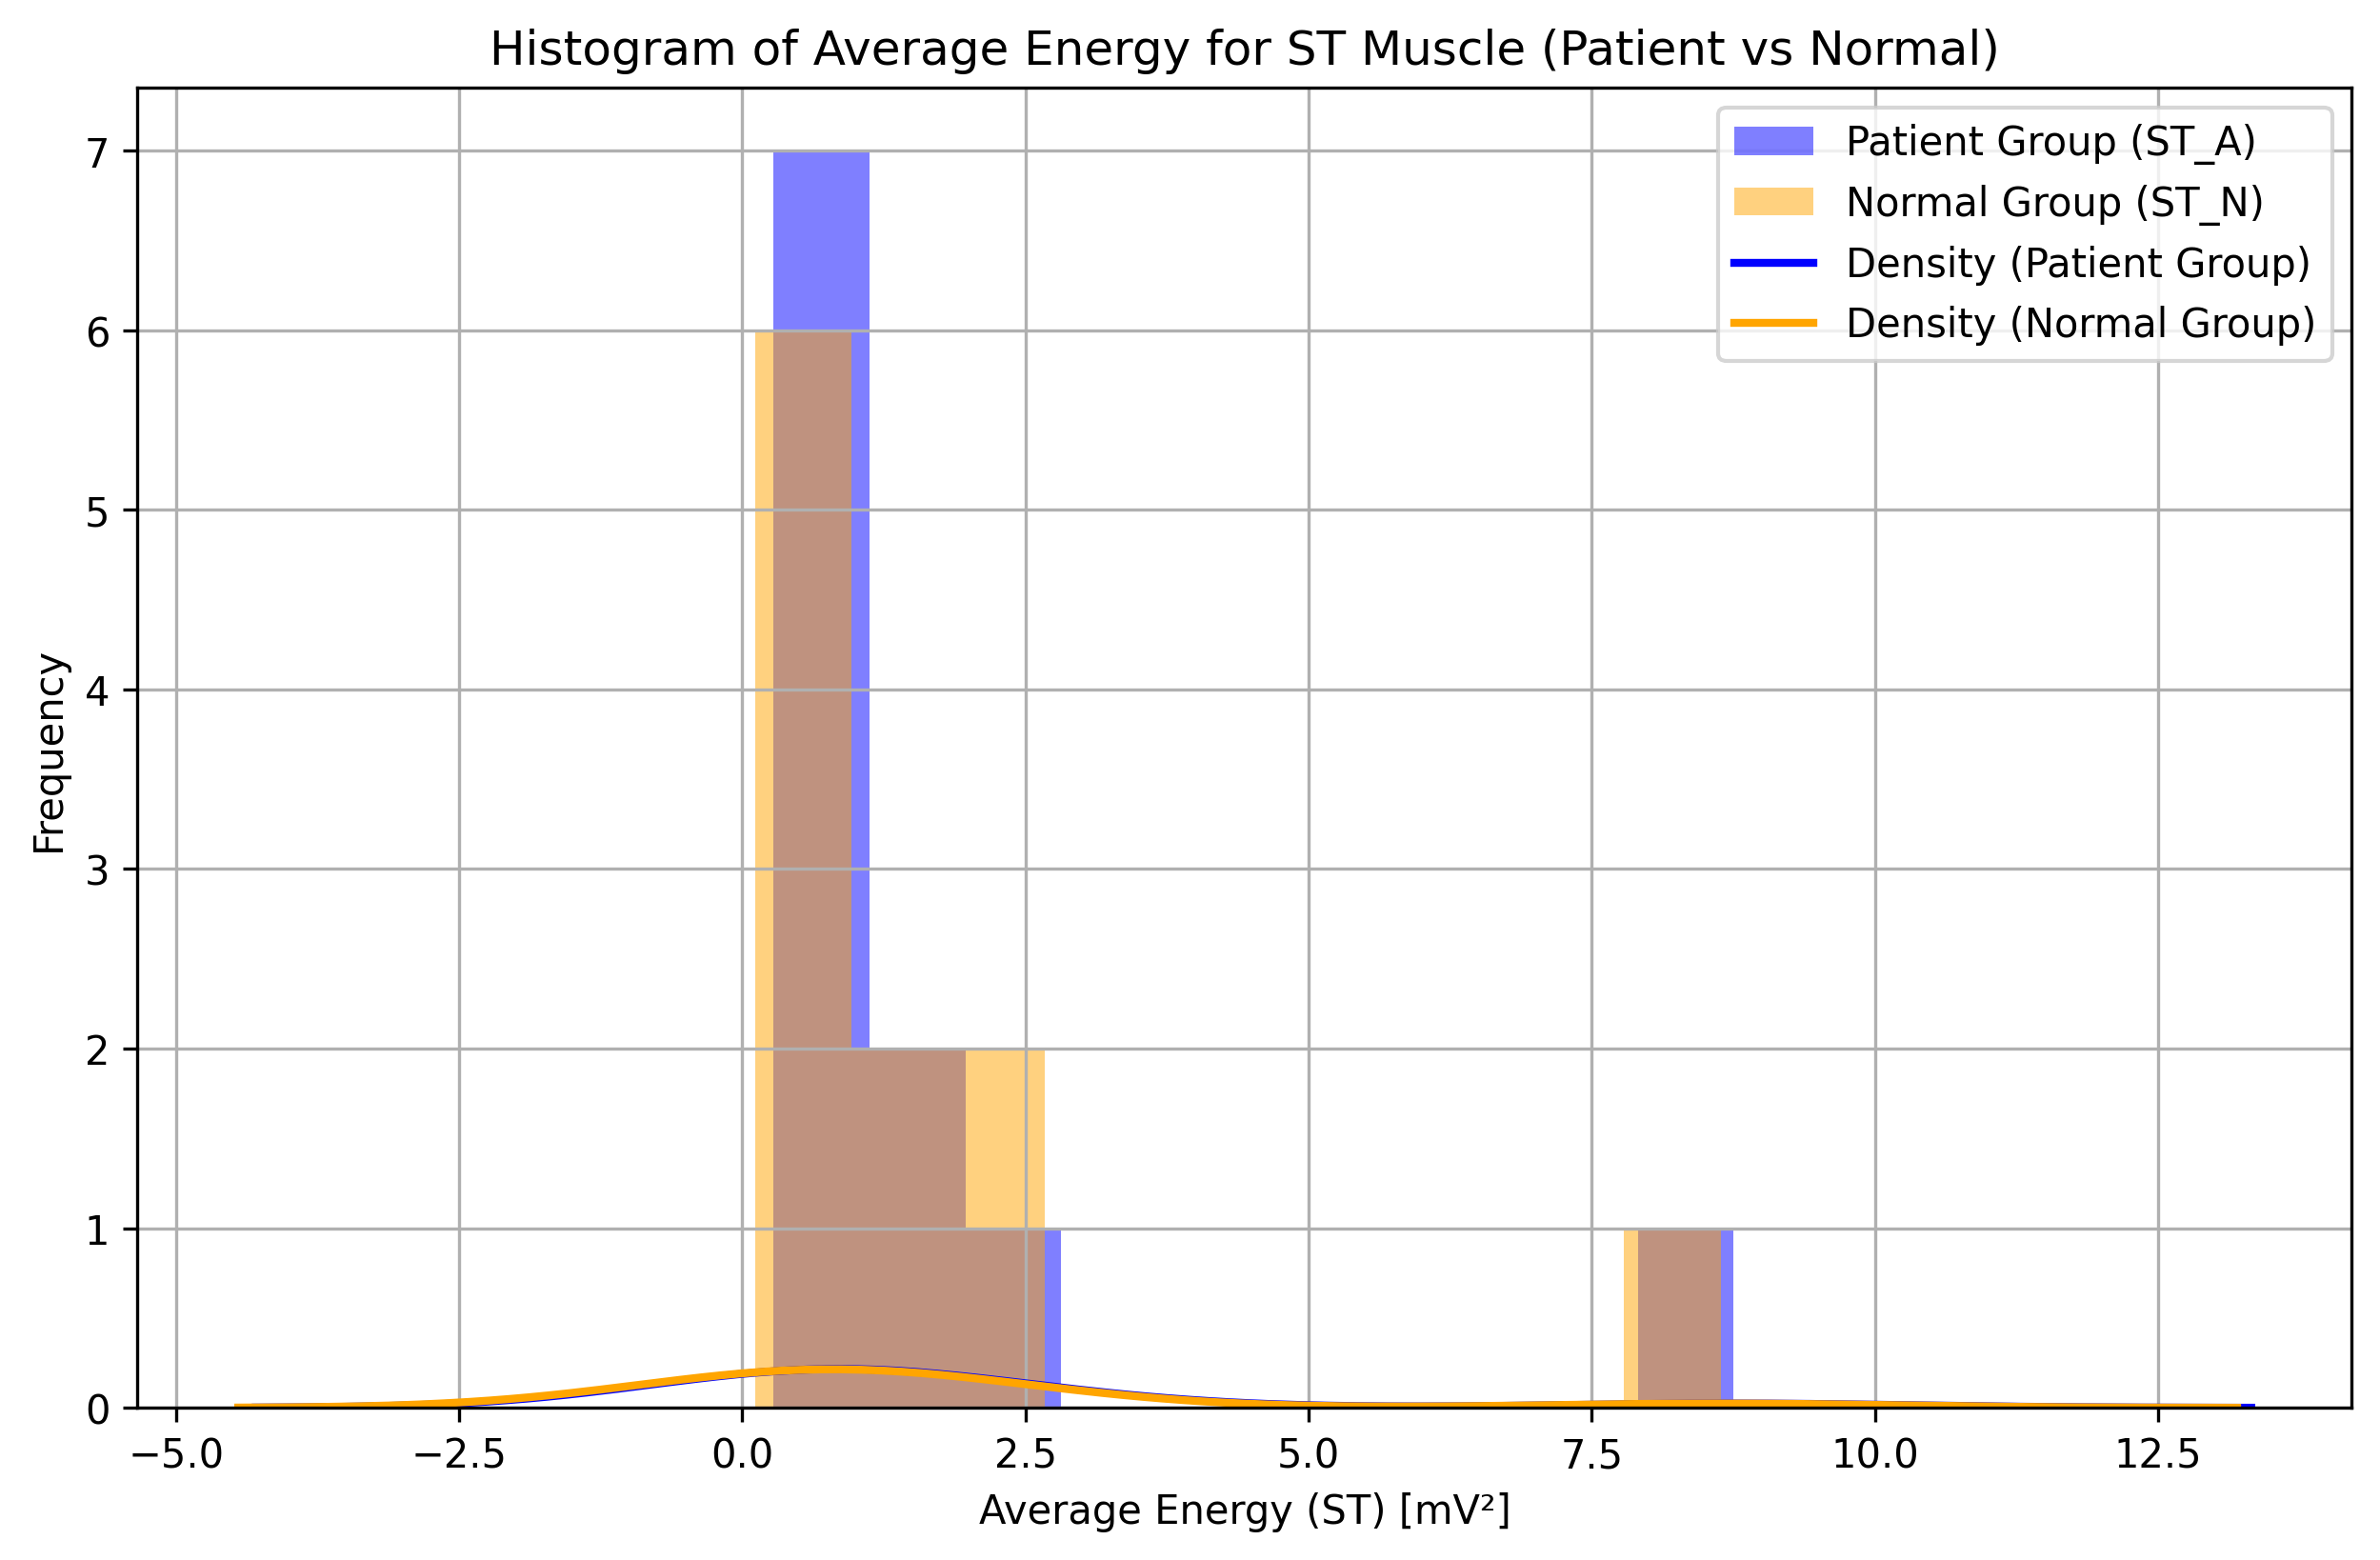 Histogram of Average Energy for ST Muscle (Patient vs Normal)
Patient Group (ST_A)
Normal Group (ST_N)
Density (Patient Group)
Density (Normal Group)
7
6
5
4
3
2
1
0
Frequency
−5.0 −2.5 0.0 2.5 5.0 7.5 10.0 12.5
Average Energy (ST) [mV²]